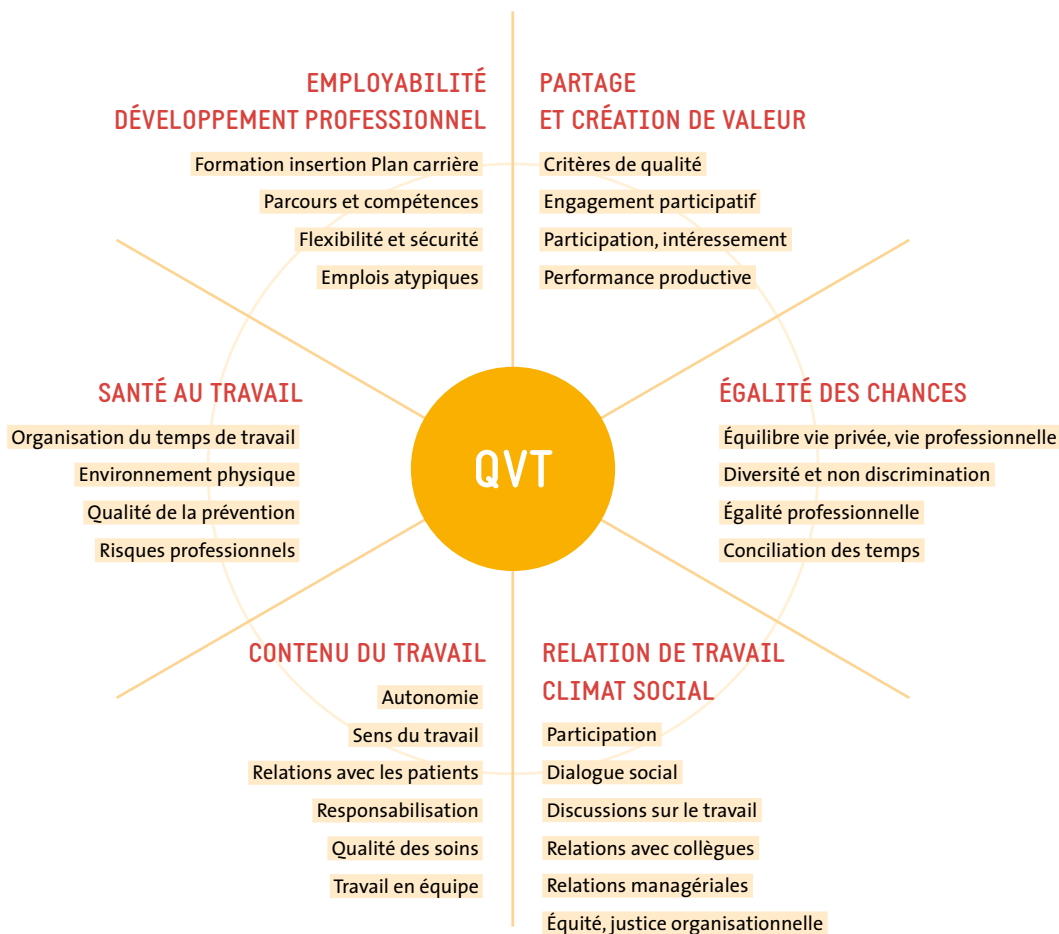 EMPLOYABILITÉ
DÉVELOPPEMENT PROFESSIONNEL
Formation insertion Plan carrière
Parcours et compétences
Flexibilité et sécurité
Emplois atypiques
PARTAGE
ET CRÉATION DE VALEUR
Critères de qualité
Engagement participatif
Participation, intéressement
Performance productive
SANTÉ AU TRAVAIL
Organisation du temps de travail
Environnement physique
Qualité de la prévention
Risques professionnels
QVT
ÉGALITÉ DES CHANCES
Équilibre vie privée, vie professionnelle
Diversité et non discrimination
Égalité professionnelle
Conciliation des temps
CONTENU DU TRAVAIL
Autonomie
Sens du travail
Relations avec les patients
Responsabilisation
Qualité des soins
Travail en équipe
RELATION DE TRAVAIL
CLIMAT SOCIAL
Participation
Dialogue social
Discussions sur le travail
Relations avec collègues
Relations managériales
Équité, justice organisationnelle